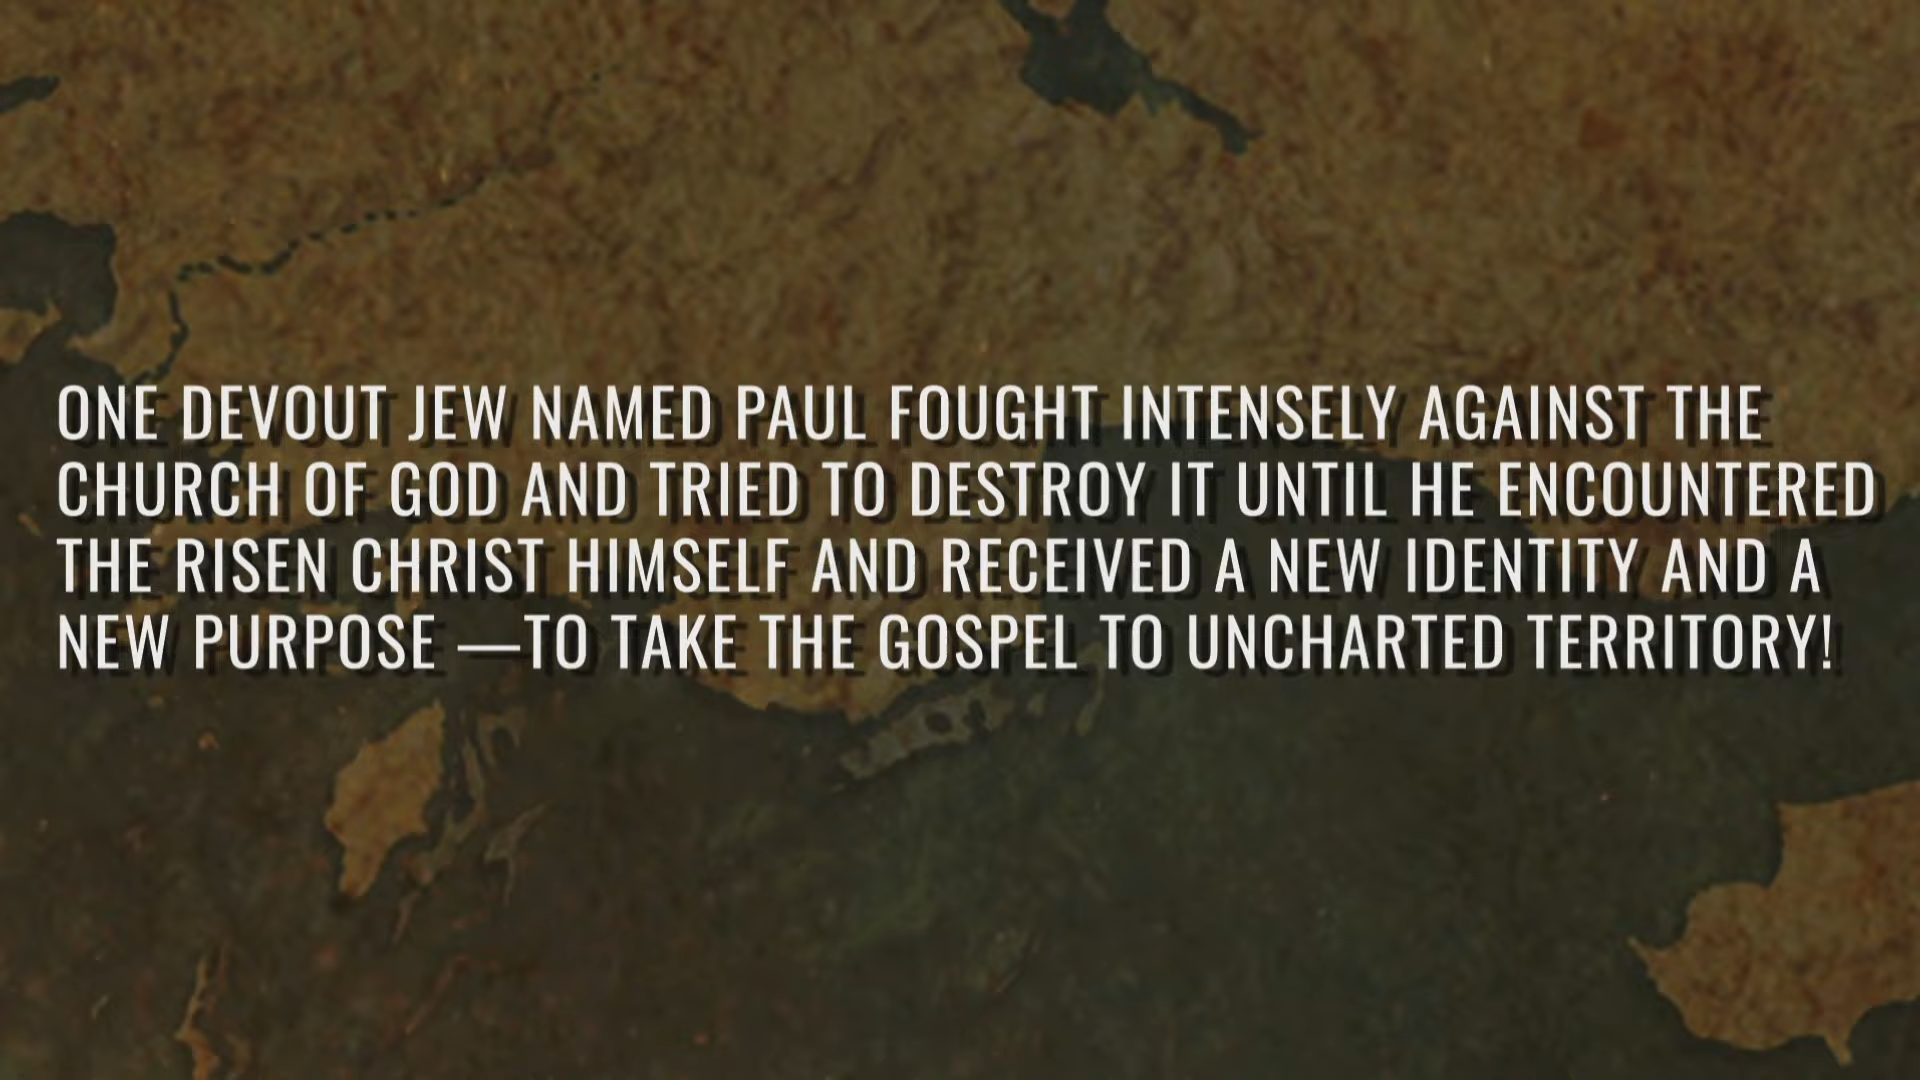 ONE DEVOUT JEW NAMED PAUL FOUGHT INTENSELY AGAINST THE
CHURCH OF GOD AND TRIED TO DESTROY IT UNTIL HE ENCOUNTERED
THE RISEN CHRIST HIMSELF AND RECEIVED A NEW IDENTITY AND A
NEW PURPOSE —TO TAKE THE GOSPEL TO UNCHARTED TERRITORY!